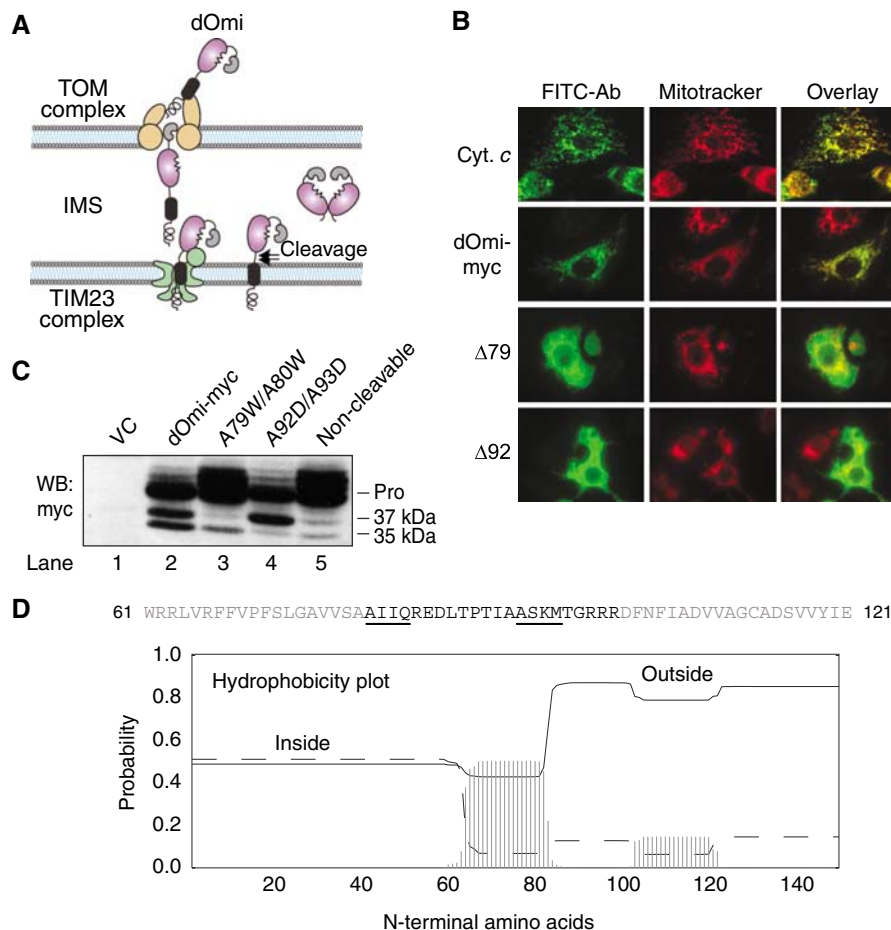 A
dOmi
TOM
complex
IMS
Cleavage
TIM23
complex
B
FITC-Ab Mitotracker Overlay
Cyt. c
dOmi-
myc
Δ79
Δ92
C
VC
dOmi-myc
A79W/A80W
A92D/A93D
Non-cleavable
WB:
myc
Pro
37 kDa
35 kDa
Lane 1 2 3 4 5
D
61 WRRLVRFFVPFSLGAVVSAAIIQREDLTPTIAASKMTGRRRDFNFIADVVAGCADSVVYIE 121
Hydrophobicity plot
Inside
Outside
Probability
1.0
0.8
0.6
0.4
0.2
0.0
20 40 60 80 100 120 140
N-terminal amino acids